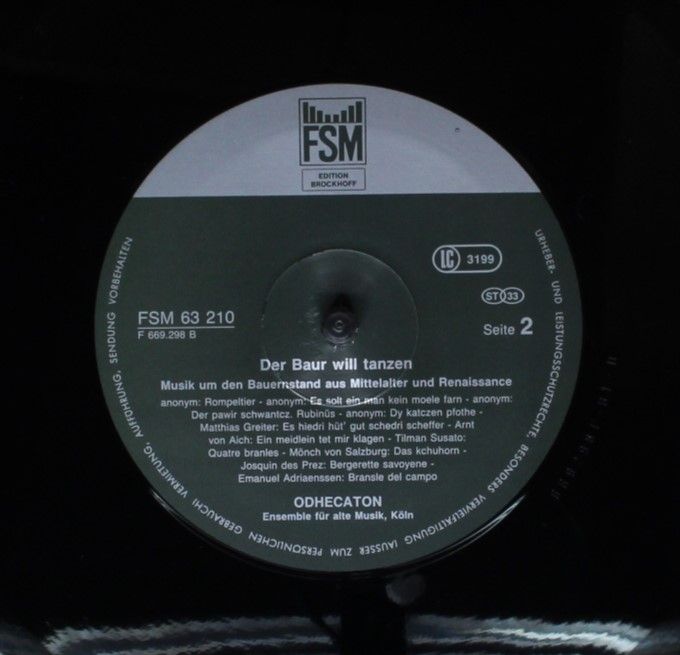 FSM
EDITION
BROCKHOFF
LC 3199
ST 33
FSM 63 210
F 669.298 B
Seite 2
Der Baur will tanzen
Musik um den Bauernstand aus Mittelalter und Renaissance
anonym: Rompeltier - anonym: Es solt ein man kein moele farn - anonym:
Der pawir schwantcz. Rubinūs - anonym: Dy katczen pfothe -
Matthias Greiter: Es hiedri hüt' gut schedri scheffer - Arnt
von Aich: Ein meidlein tet mir klagen - Tilman Susato:
Quatre branles - Mönch von Salzburg: Das kchuhorn -
Josquin des Prez: Bergerette savoyene -
Emanuel Adriaenssen: Bransle del campo
ODHECATON
Ensemble für alte Musik, Köln
URHEBER- UND LEISTUNGSSCHUTZRECHTE, BESONDERS VERVIELFÄLTIGUNG (AUSSER ZUM PERSÖNLICHEN GEBRAUCH) VERMIETUNG, AUFFÜHRUNG, SENDUNG VORBEHALTEN